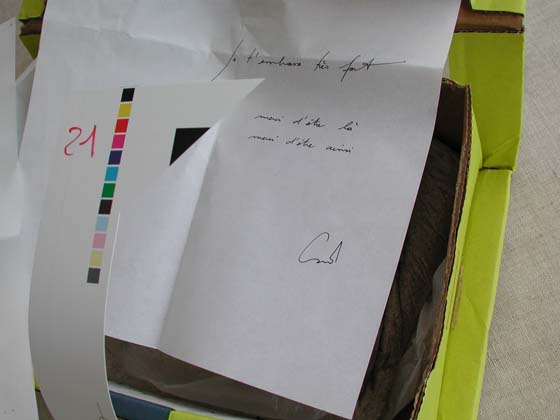 je t'embrasse très fort
merci d'être là
merci d'être ainsi
21